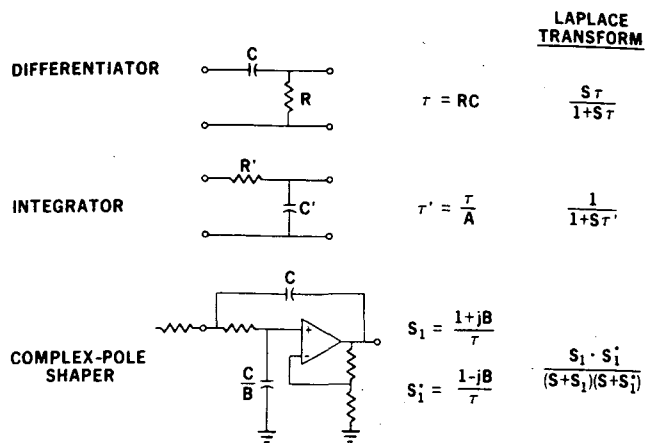 LAPLACE
TRANSFORM
DIFFERENTIATOR
C
R
τ = RC
Sτ
1+Sτ
INTEGRATOR
R'
C'
τ' = τ
A
1
1+Sτ'
COMPLEX-POLE
SHAPER
C
C
B
+
−
S₁ = 1+jB
τ
S₁* = 1-jB
τ
S₁ · S₁*
(S+S₁)(S+S₁*)